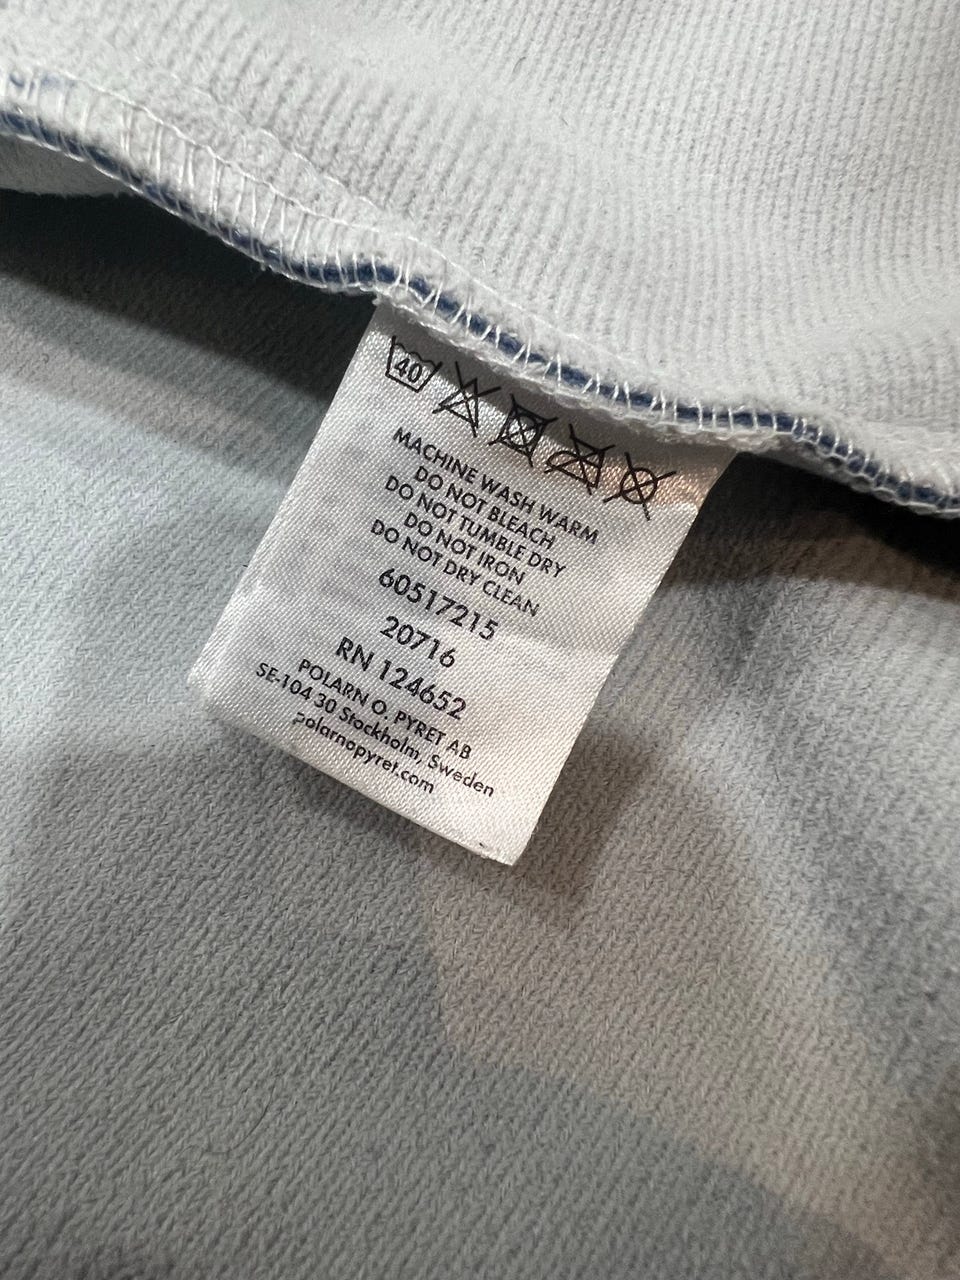 40
MACHINE WASH WARM
DO NOT BLEACH
DO NOT TUMBLE DRY
DO NOT IRON
DO NOT DRY CLEAN
60517215
20716
RN 124652
POLARN O. PYRET AB
SE-104 30 Stockholm, Sweden
polarnopyret.com